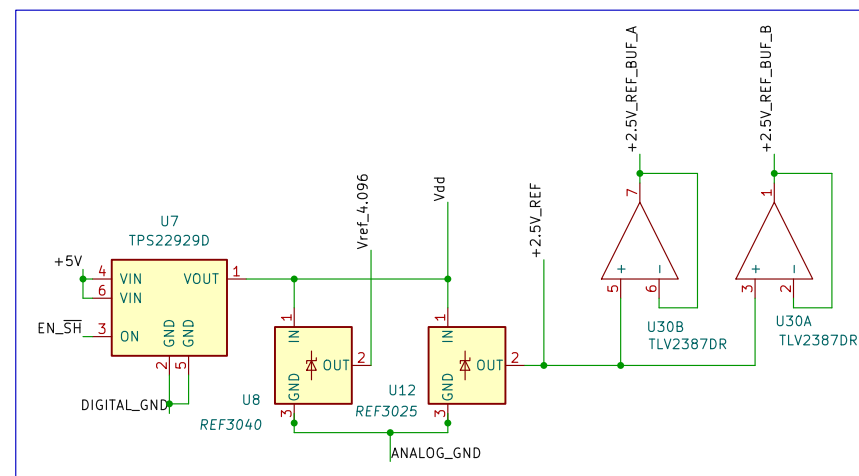 +2.5V_REF_BUF_A
+2.5V_REF_BUF_B
7
1
U7
TPS22929D
Vref_4.096
Vdd
+2.5V_REF
+5V
4
VIN
VOUT
1
6
VIN
EN_SH
3
ON
GND
GND
2
5
DIGITAL_GND
+
-
5
6
U30B
TLV2387DR
+
-
3
2
U30A
TLV2387DR
1
IN
OUT
2
GND
3
U8
REF3040
1
IN
OUT
2
GND
3
U12
REF3025
ANALOG_GND